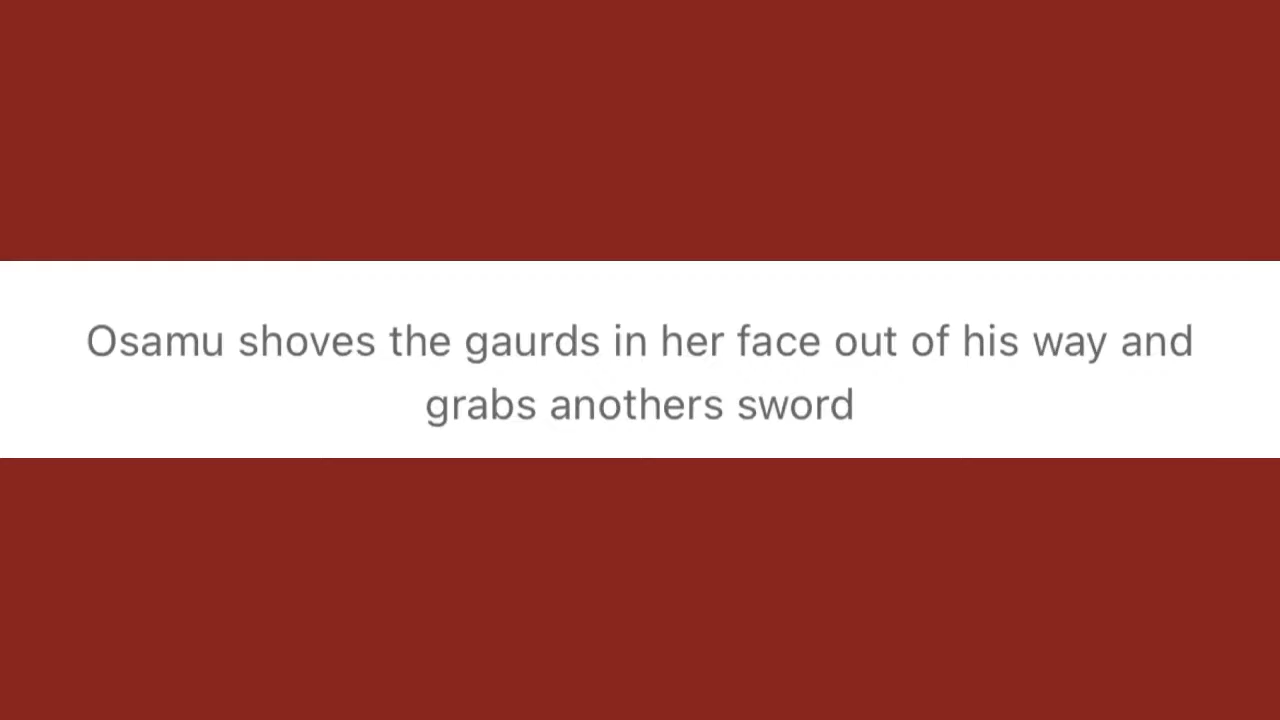 Osamu shoves the gaurds in her face out of his way and
grabs anothers sword